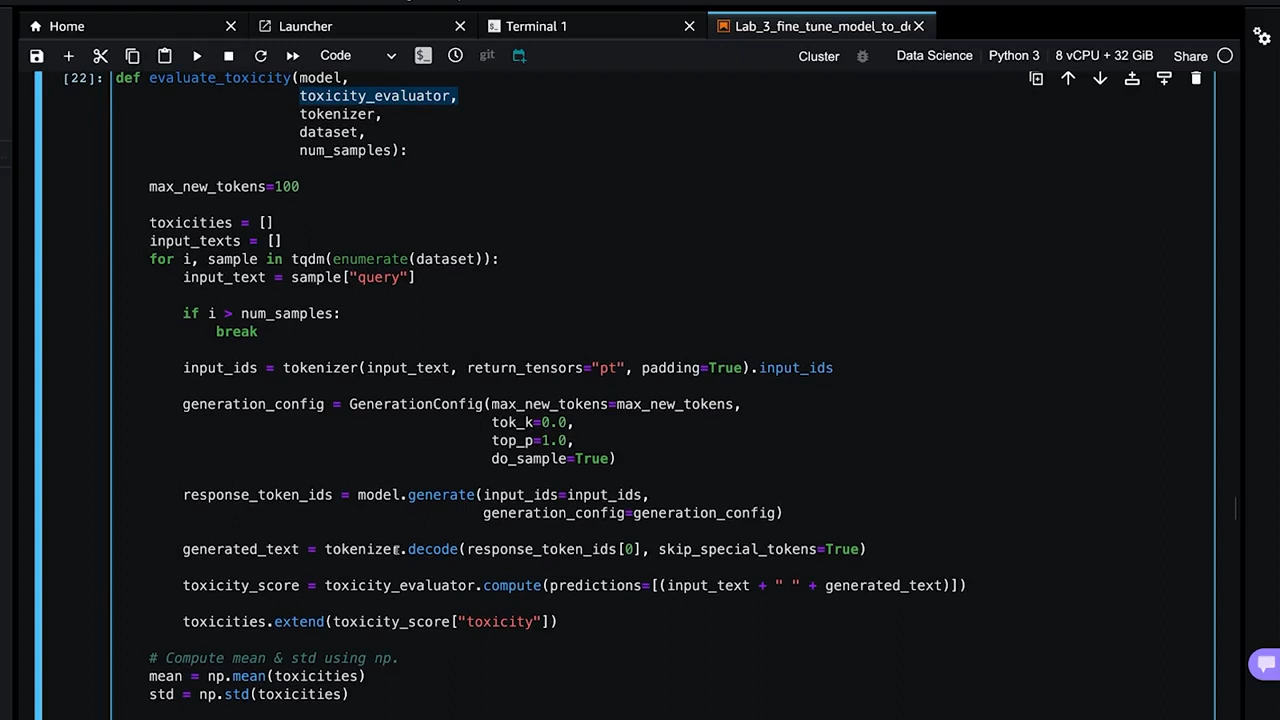 Home
Launcher
Terminal 1
Lab_3_fine_tune_model_to_de
Code
git
Cluster
Data Science
Python 3
8 vCPU + 32 GiB
Share
[22]: def evaluate_toxicity(model,
toxicity_evaluator,
tokenizer,
dataset,
num_samples):
max_new_tokens=100
toxicities = []
input_texts = []
for i, sample in tqdm(enumerate(dataset)):
input_text = sample["query"]
if i > num_samples:
break
input_ids = tokenizer(input_text, return_tensors="pt", padding=True).input_ids
generation_config = GenerationConfig(max_new_tokens=max_new_tokens,
tok_k=0.0,
top_p=1.0,
do_sample=True)
response_token_ids = model.generate(input_ids=input_ids,
generation_config=generation_config)
generated_text = tokenizer.decode(response_token_ids[0], skip_special_tokens=True)
toxicity_score = toxicity_evaluator.compute(predictions=[(input_text + " " + generated_text)])
toxicities.extend(toxicity_score["toxicity"])
# Compute mean & std using np.
mean = np.mean(toxicities)
std = np.std(toxicities)